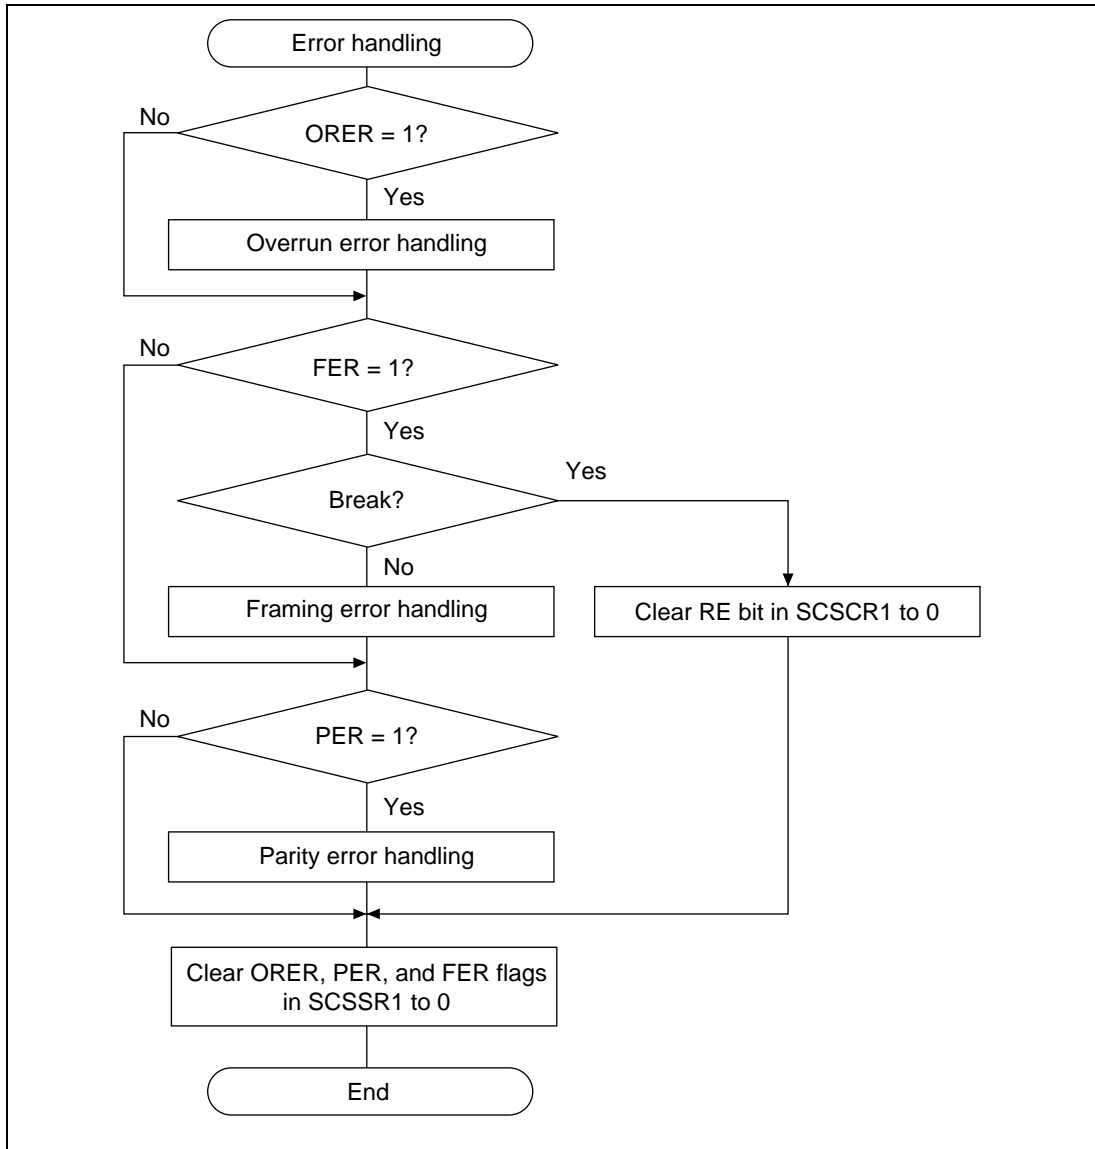 Error handling
No
ORER = 1?
Yes
Overrun error handling
No
FER = 1?
Yes
Yes
Break?
No
Framing error handling
Clear RE bit in SCSCR1 to 0
No
PER = 1?
Yes
Parity error handling
Clear ORER, PER, and FER flags
in SCSSR1 to 0
End